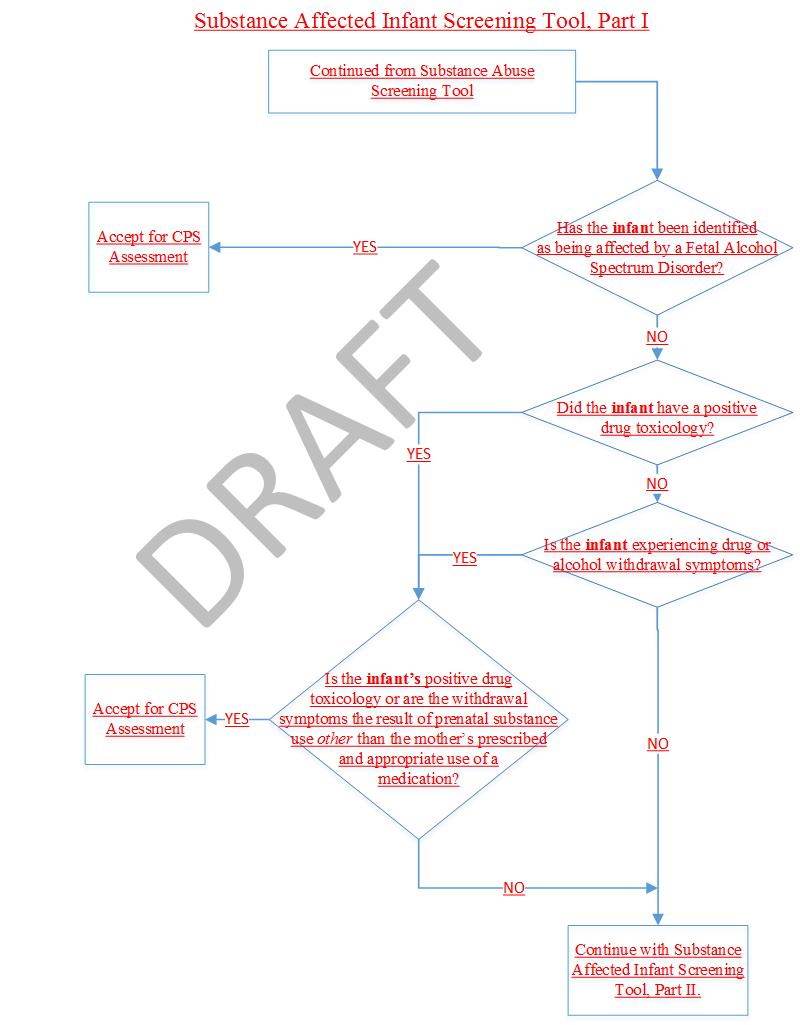 Substance Affected Infant Screening Tool, Part I
Continued from Substance Abuse
Screening Tool
Has the infant been identified
as being affected by a Fetal Alcohol
Spectrum Disorder?
YES
Accept for CPS
Assessment
NO
Did the infant have a positive
drug toxicology?
YES
NO
Is the infant experiencing drug or
alcohol withdrawal symptoms?
YES
DRAFT
Is the infant's positive drug
toxicology or are the withdrawal
symptoms the result of prenatal substance
use other than the mother's prescribed
and appropriate use of a
medication?
YES
Accept for CPS
Assessment
NO
NO
Continue with Substance
Affected Infant Screening
Tool, Part II.